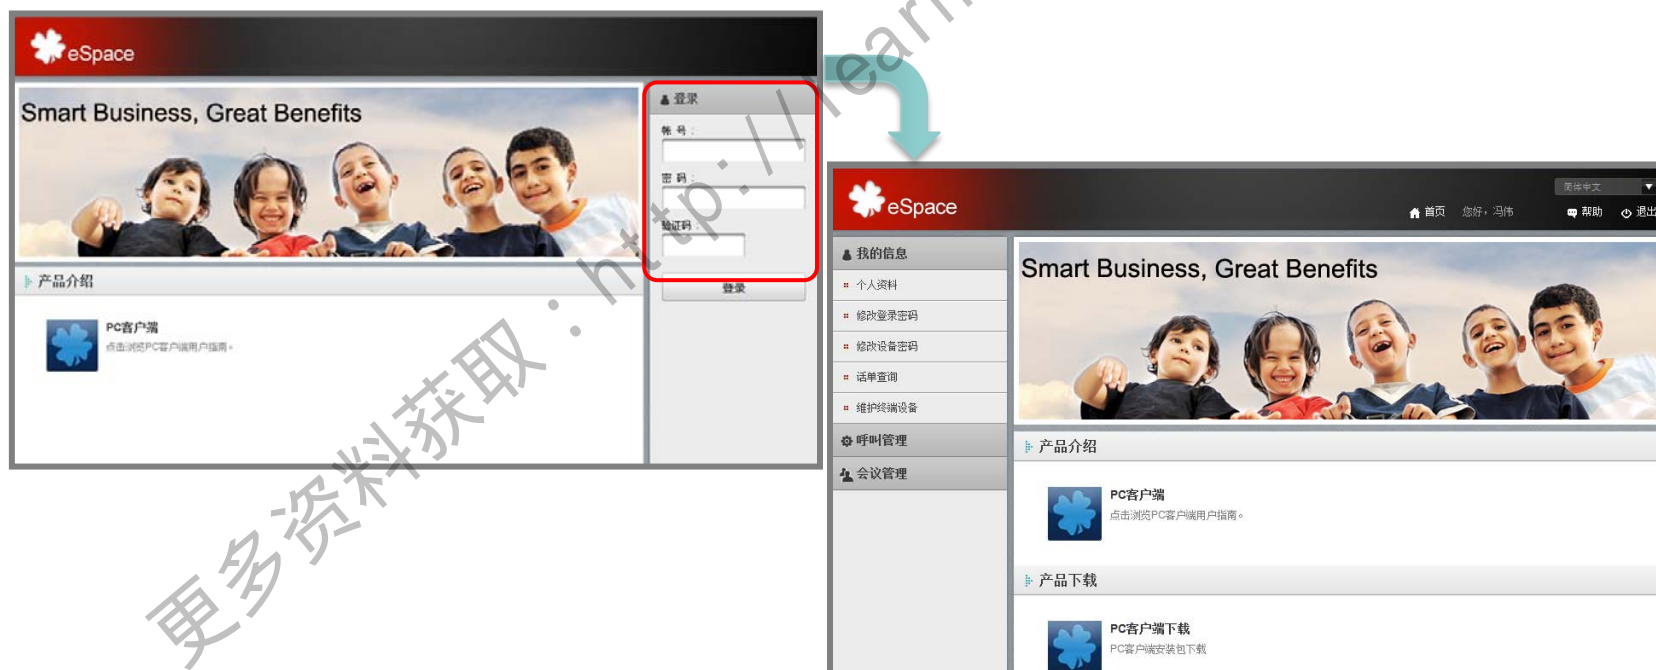 eSpace
Smart Business, Great Benefits
登录
帐 号 :
密 码 :
验证码 :
登录
产品介绍
PC客户端
点击浏览PC客户端用户指南。
eSpace
简体中文
首页 您好，冯伟 帮助 退出
我的信息
个人资料
修改登录密码
修改设备密码
话单查询
维护终端设备
呼叫管理
会议管理
Smart Business, Great Benefits
产品介绍
PC客户端
点击浏览PC客户端用户指南。
产品下载
PC客户端下载
PC客户端安装包下载
更多资料获取：http://learn